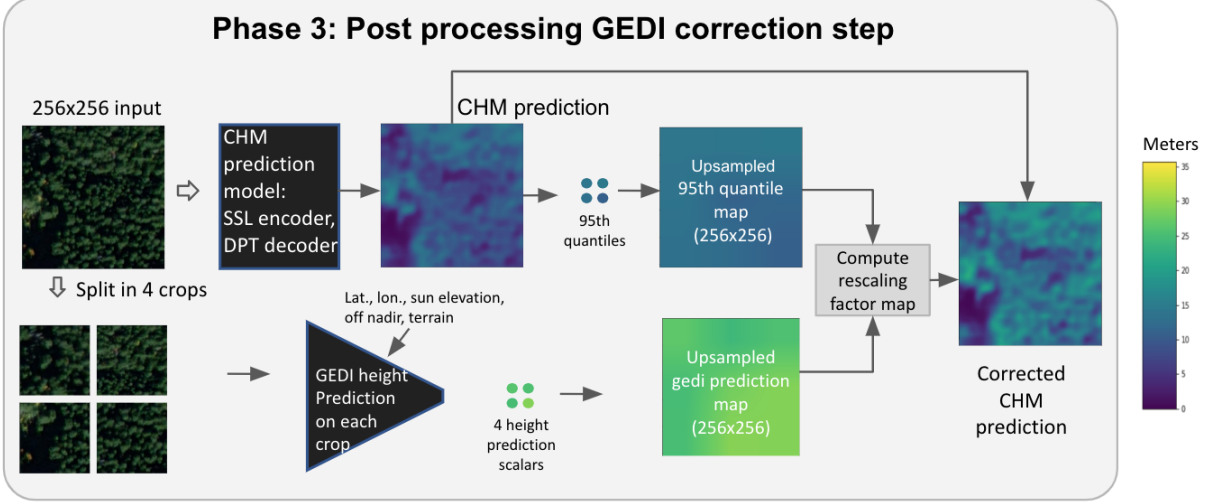 Phase 3: Post processing GEDI correction step
256x256 input
CHM
prediction
model:
SSL encoder,
DPT decoder
CHM prediction
95th
quantiles
Upsampled
95th quantile
map
(256x256)
Meters
35
30
25
20
15
10
5
0
Compute
rescaling
factor map
Split in 4 crops
Lat., lon., sun elevation,
off nadir, terrain
GEDI height
Prediction
on each
crop
4 height
prediction
scalars
Upsampled
gedi prediction
map
(256x256)
Corrected
CHM
prediction